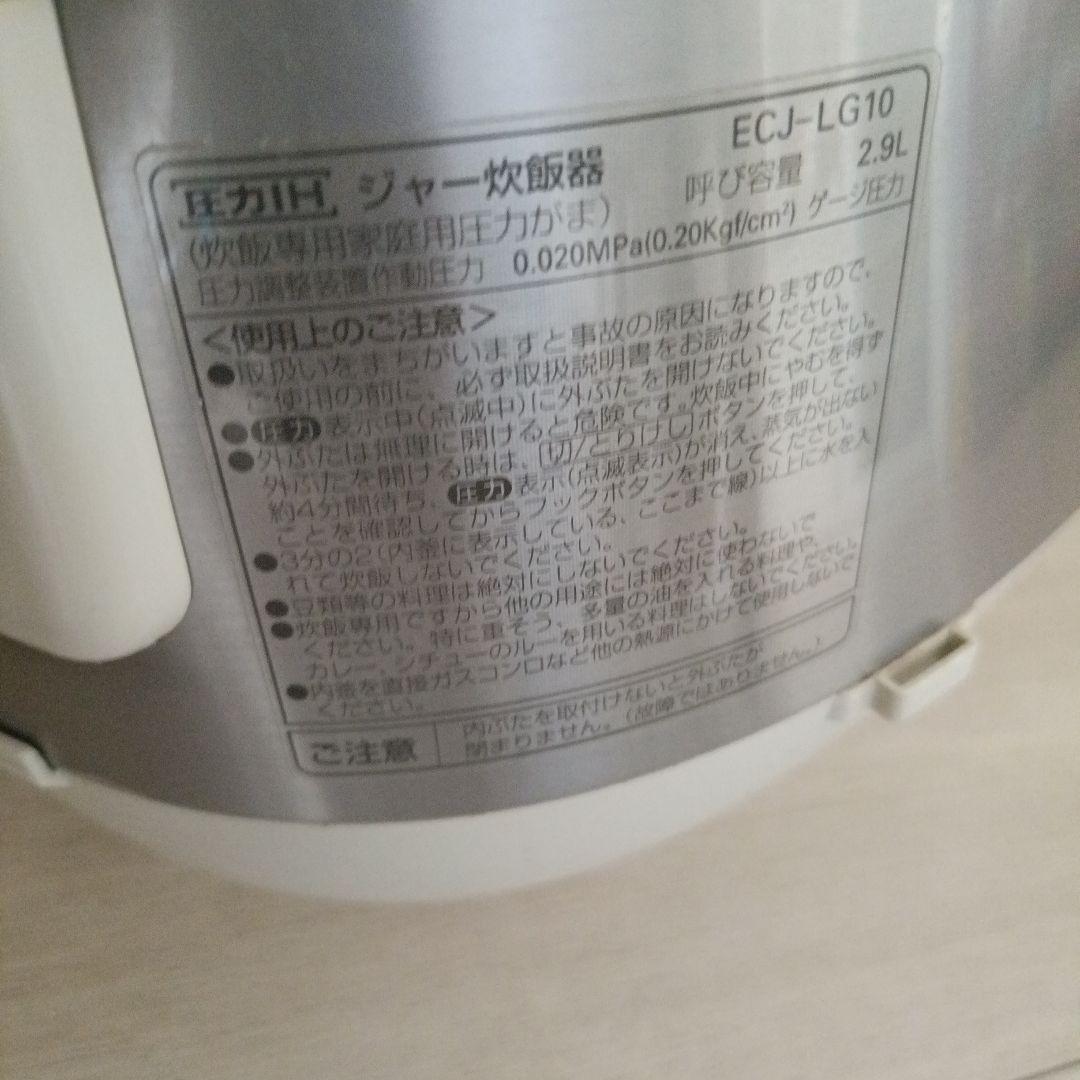 ECJ-LG10
圧力IH ジャー炊飯器
呼び容量 2.9L
(炊飯専用家庭用圧力がま)
圧力調整装置作動圧力 0.020MPa(0.20Kgf/cm²) ゲージ圧力
<使用上のご注意>
●取扱いをまちがいますと事故の原因になりますので、
ご使用の前に、必ず取扱説明書をお読みください。
●圧力表示中(点滅中)に外ぶたを開けないでください。
●外ぶたは無理に開けると危険です。炊飯中にやむを得ず
外ぶたを開ける時は、[切/とりけし]ボタンを押して、
約4分間待ち、圧力表示(点滅表示)が消え、蒸気が出ない
ことを確認してからフックボタンを押してください。
●3分の2(内釜に表示している、ここまで線)以上に水を入
れて炊飯しないでください。
●豆類等の料理は絶対にしないでください。
●炊飯専用ですから他の用途には絶対に使わないで
ください。特に重そう、多量の油を入れる料理や、
カレー、シチューのルーを用いる料理はしないでください。
●内釜を直接ガスコンロなど他の熱源にかけて使用しないで
ください。
ご注意
内ぶたを取付けないと外ぶたが
閉まりません。(故障ではありません。)